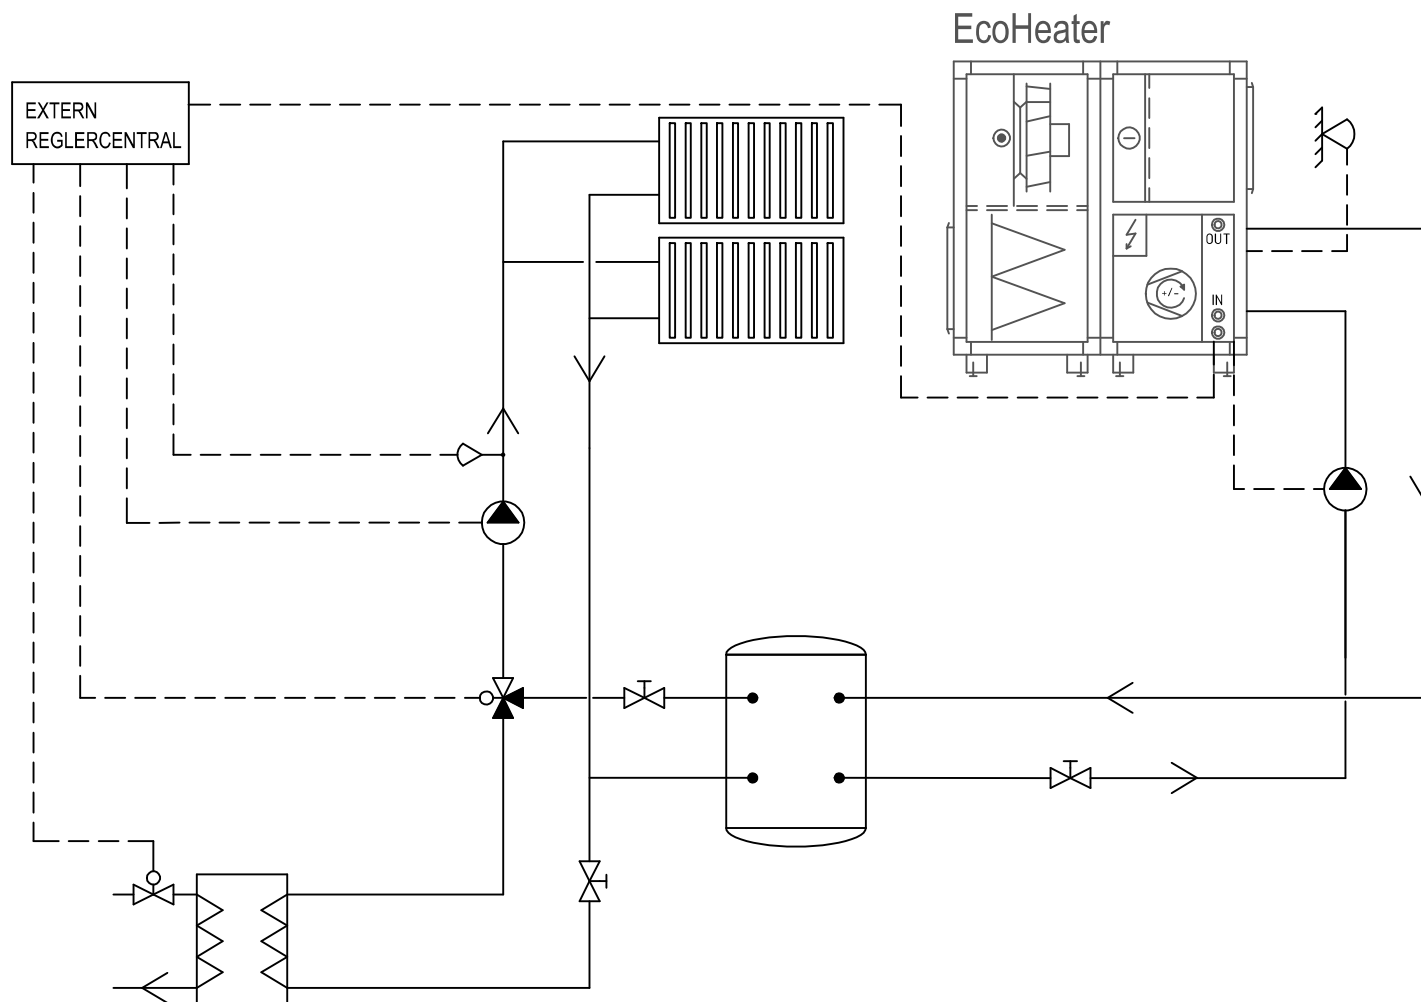 EcoHeater
EXTERN
REGLERCENTRAL
OUT
IN
+/-